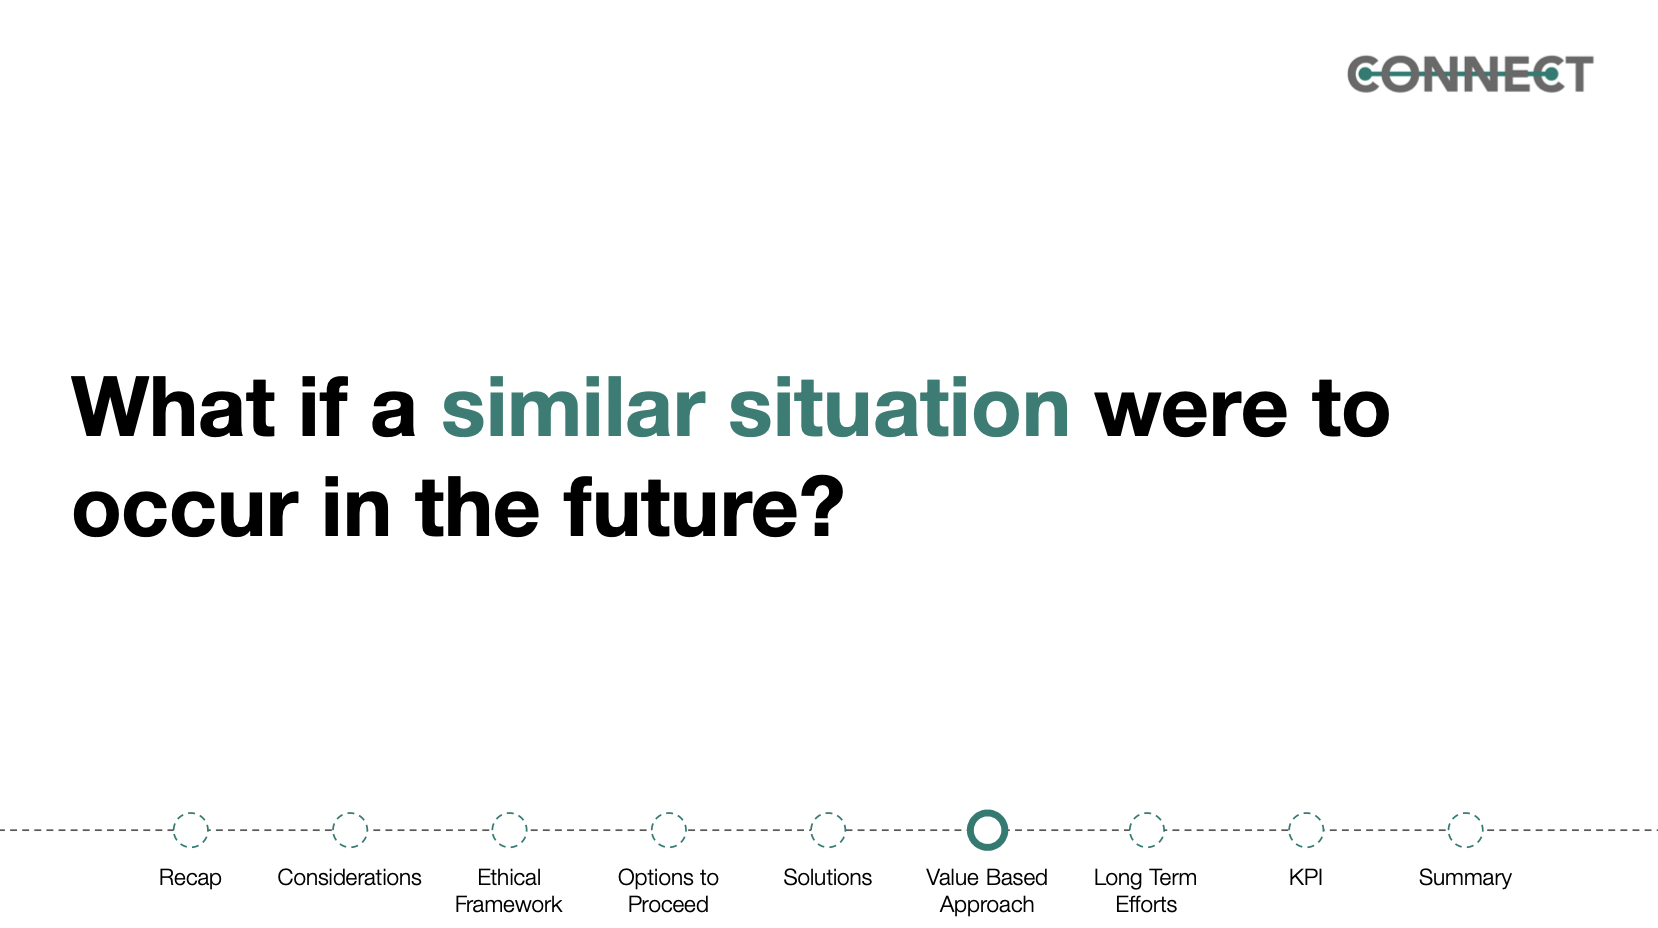 CONNECT
What if a similar situation were to
occur in the future?
Recap
Considerations
Ethical
Framework
Options to
Proceed
Solutions
Value Based
Approach
Long Term
Efforts
KPI
Summary